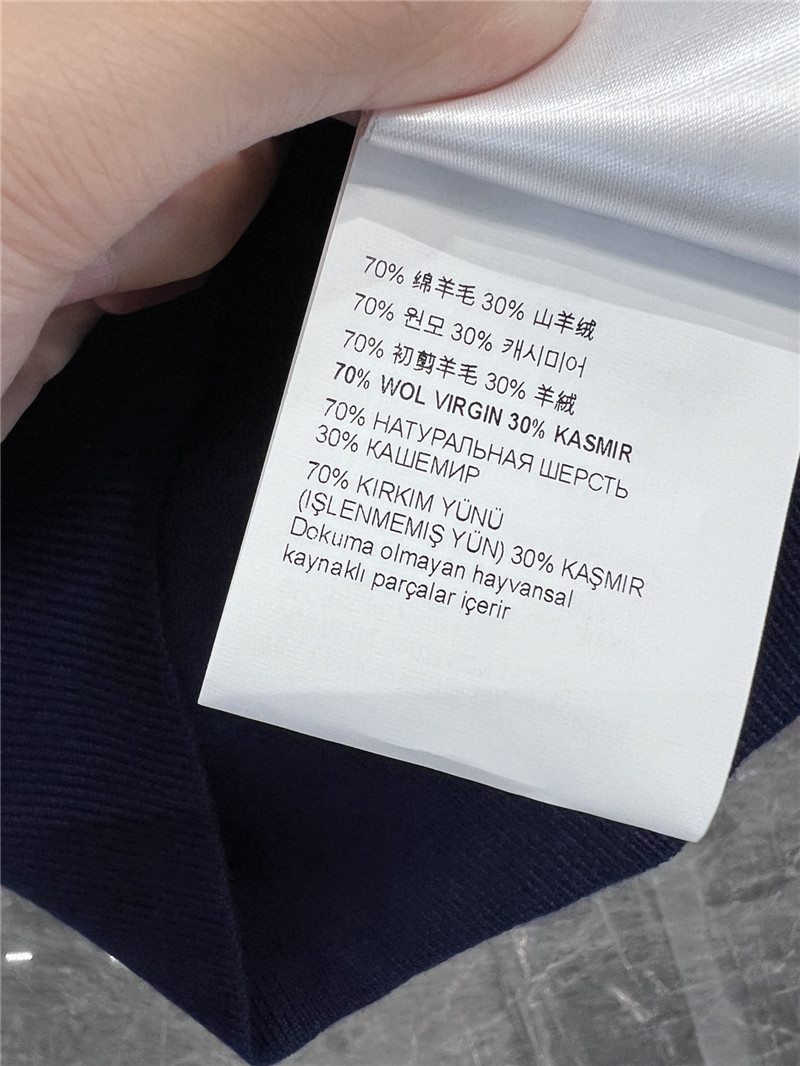 70% 绵羊毛 30% 山羊绒
70% 원모 30% 캐시미어
70% 初剪羊毛 30% 羊絨
70% WOL VIRGIN 30% KASMIR
70% НАТУРАЛЬНАЯ ШЕРСТЬ
30% КАШЕМИР
70% KIRKIM YÜNÜ
(IŞLENMEMIŞ YÜN) 30% KAŞMIR
Dokuma olmayan hayvansal
kaynaklı parçalar içerir